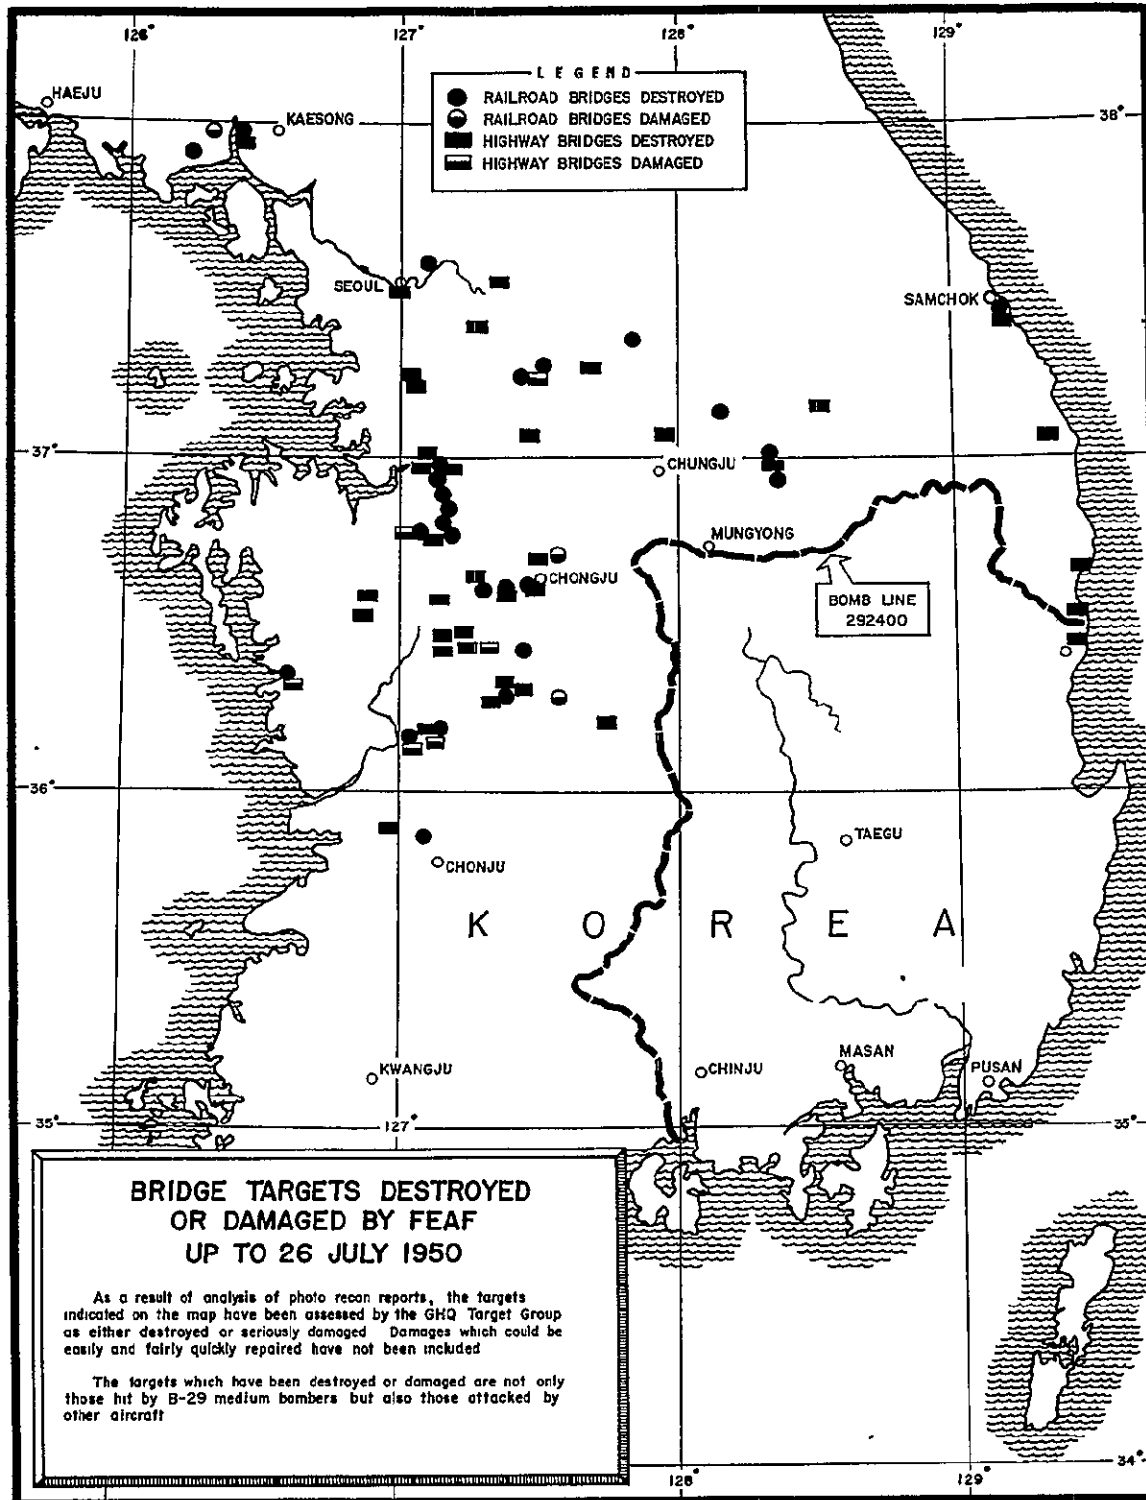 126°
127°
128°
129°
LEGEND
RAILROAD BRIDGES DESTROYED
RAILROAD BRIDGES DAMAGED
HIGHWAY BRIDGES DESTROYED
HIGHWAY BRIDGES DAMAGED
HAEJU
KAESONG
38°
SEOUL
SAMCHOK
37°
37°
CHUNGJU
MUNGYONG
CHONGJU
BOMB LINE
292400
36°
36°
TAEGU
CHONJU
KOREA
KWANGJU
CHINJU
MASAN
PUSAN
35°
127°
35°
BRIDGE TARGETS DESTROYED
OR DAMAGED BY FEAF
UP TO 26 JULY 1950
As a result of analysis of photo recon reports, the targets
indicated on the map have been assessed by the GHQ Target Group
as either destroyed or seriously damaged Damages which could be
easily and fairly quickly repaired have not been included
The targets which have been destroyed or damaged are not only
those hit by B-29 medium bombers but also those attacked by
other aircraft
34°
128°
129°